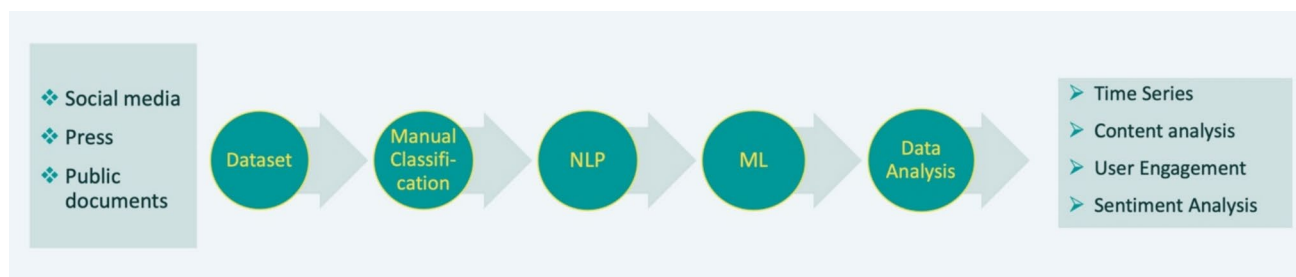 Social media
Press
Public
documents
Dataset
Manual
Classifi-
cation
NLP
ML
Data
Analysis
Time Series
Content analysis
User Engagement
Sentiment Analysis